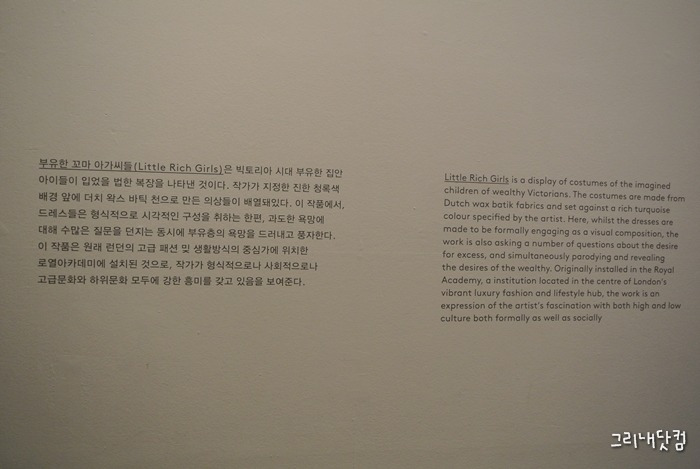 부유한 꼬마 아가씨들(Little Rich Girls)은 빅토리아 시대 부유한 집안
아이들이 입었을 법한 복장을 나타낸 것이다. 작가가 지정한 진한 청록색
배경 앞에 더치 왁스 바틱 천으로 만든 의상들이 배열돼있다. 이 작품에서,
드레스들은 형식적으로 시각적인 구성을 취하는 한편, 과도한 욕망에
대해 수많은 질문을 던지는 동시에 부유층의 욕망을 드러내고 풍자한다.
이 작품은 원래 런던의 고급 패션 및 생활방식의 중심가에 위치한
로열아카데미에 설치된 것으로, 작가가 형식적으로나 사회적으로나
고급문화와 하위문화 모두에 강한 흥미를 갖고 있음을 보여준다.
Little Rich Girls is a display of costumes of the imagined
children of wealthy Victorians. The costumes are made from
Dutch wax batik fabrics and set against a rich turquoise
colour specified by the artist. Here, whilst the dresses are
made to be formally engaging as a visual composition, the
work is also asking a number of questions about the desire
for excess, and simultaneously parodying and revealing
the desires of the wealthy. Originally installed in the Royal
Academy, a institution located in the centre of London's
vibrant luxury fashion and lifestyle hub, the work is an
expression of the artist's fascination with both high and low
culture both formally as well as socially
그리내닷컴